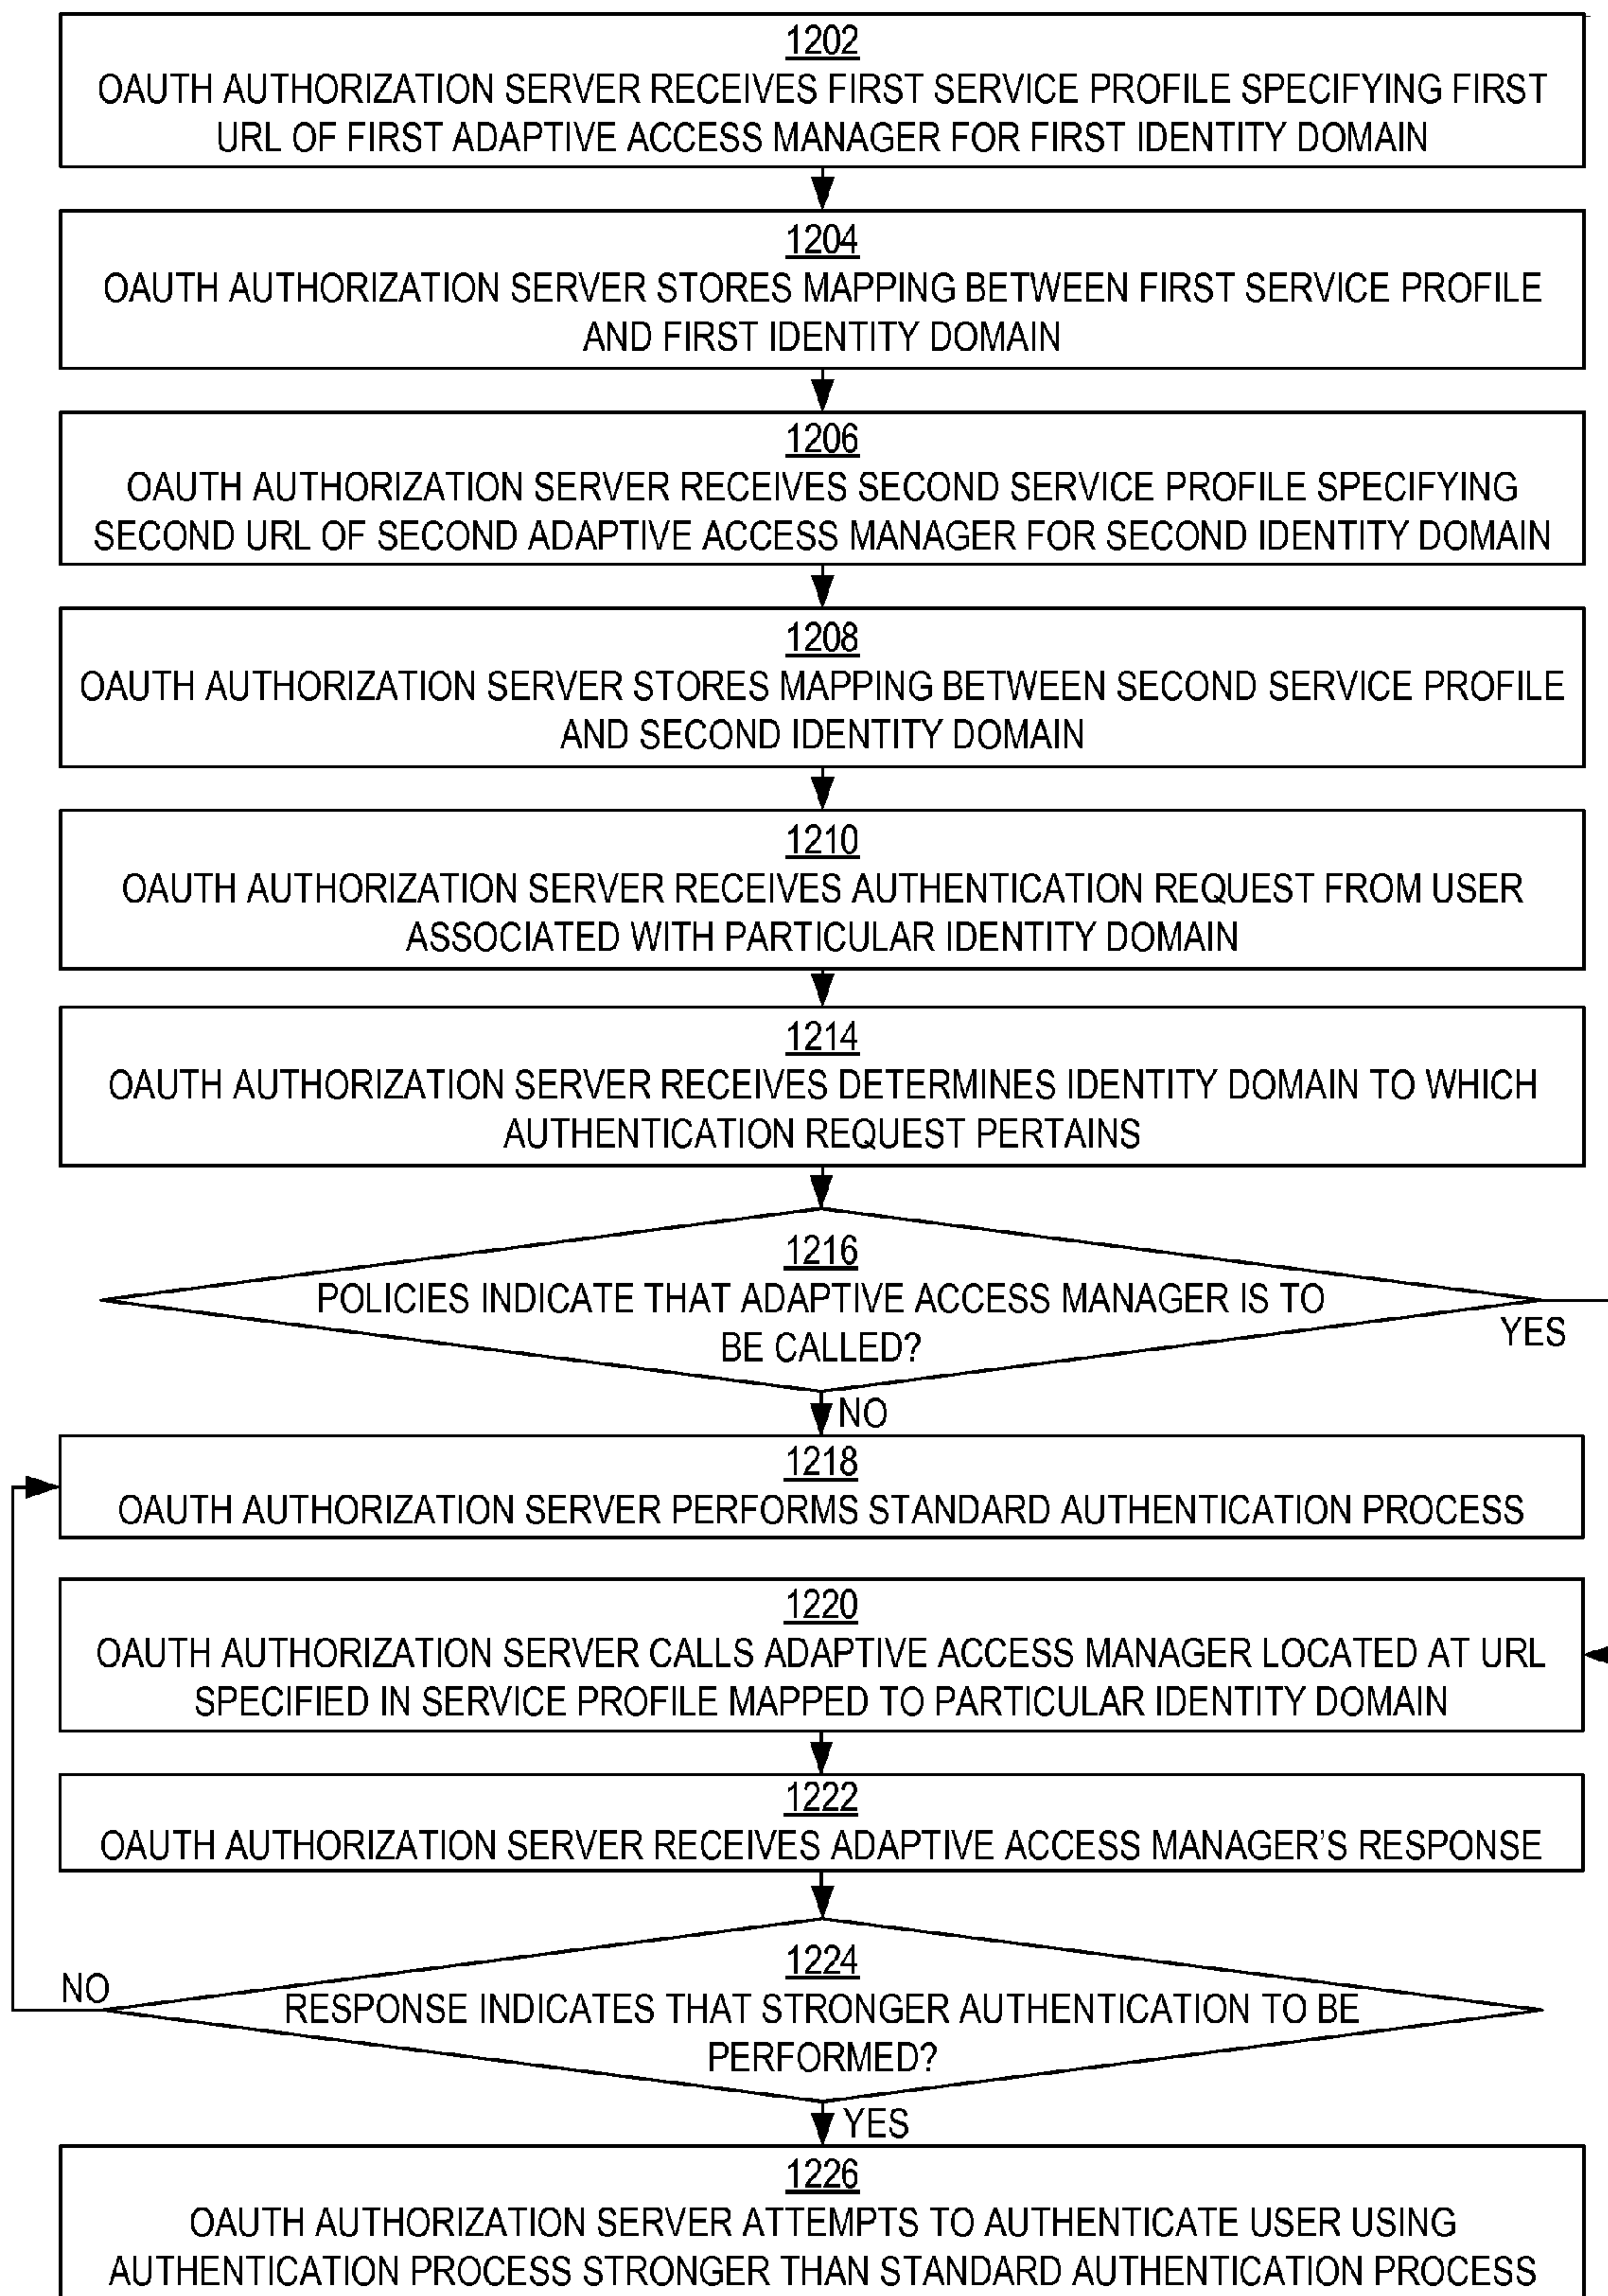 1202
OAUTH AUTHORIZATION SERVER RECEIVES FIRST SERVICE PROFILE SPECIFYING FIRST
URL OF FIRST ADAPTIVE ACCESS MANAGER FOR FIRST IDENTITY DOMAIN
1204
OAUTH AUTHORIZATION SERVER STORES MAPPING BETWEEN FIRST SERVICE PROFILE
AND FIRST IDENTITY DOMAIN
1206
OAUTH AUTHORIZATION SERVER RECEIVES SECOND SERVICE PROFILE SPECIFYING
SECOND URL OF SECOND ADAPTIVE ACCESS MANAGER FOR SECOND IDENTITY DOMAIN
1208
OAUTH AUTHORIZATION SERVER STORES MAPPING BETWEEN SECOND SERVICE PROFILE
AND SECOND IDENTITY DOMAIN
1210
OAUTH AUTHORIZATION SERVER RECEIVES AUTHENTICATION REQUEST FROM USER
ASSOCIATED WITH PARTICULAR IDENTITY DOMAIN
1214
OAUTH AUTHORIZATION SERVER RECEIVES DETERMINES IDENTITY DOMAIN TO WHICH
AUTHENTICATION REQUEST PERTAINS
1216
POLICIES INDICATE THAT ADAPTIVE ACCESS MANAGER IS TO
BE CALLED?
YES
NO
1218
OAUTH AUTHORIZATION SERVER PERFORMS STANDARD AUTHENTICATION PROCESS
1220
OAUTH AUTHORIZATION SERVER CALLS ADAPTIVE ACCESS MANAGER LOCATED AT URL
SPECIFIED IN SERVICE PROFILE MAPPED TO PARTICULAR IDENTITY DOMAIN
1222
OAUTH AUTHORIZATION SERVER RECEIVES ADAPTIVE ACCESS MANAGER'S RESPONSE
1224
NO
RESPONSE INDICATES THAT STRONGER AUTHENTICATION TO BE
PERFORMED?
YES
1226
OAUTH AUTHORIZATION SERVER ATTEMPTS TO AUTHENTICATE USER USING
AUTHENTICATION PROCESS STRONGER THAN STANDARD AUTHENTICATION PROCESS